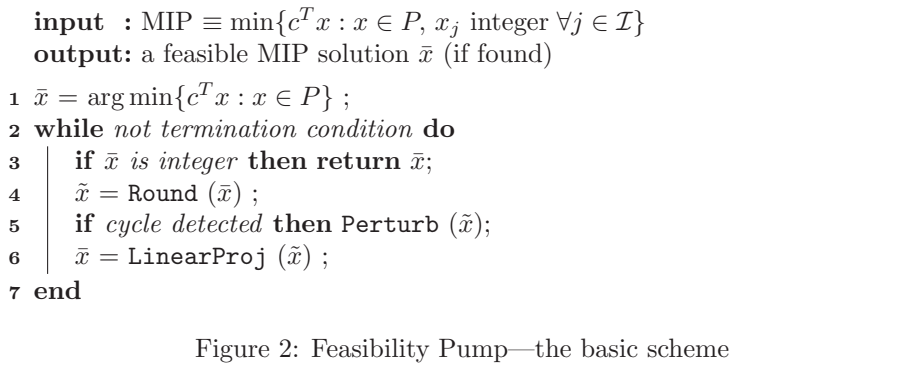 input : MIP ≡ min{c^T x : x ∈ P, x_j integer ∀j ∈ I}
output: a feasible MIP solution x̄ (if found)
1 x̄ = arg min{c^T x : x ∈ P} ;
2 while not termination condition do
3 if x̄ is integer then return x̄;
4 x̃ = Round (x̄) ;
5 if cycle detected then Perturb (x̃);
6 x̄ = LinearProj (x̃) ;
7 end
Figure 2: Feasibility Pump—the basic scheme